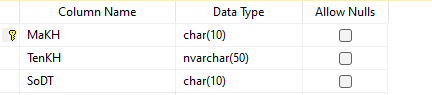 Column Name Data Type Allow Nulls
MaKH char(10)
TenKH nvarchar(50)
SoDT char(10)